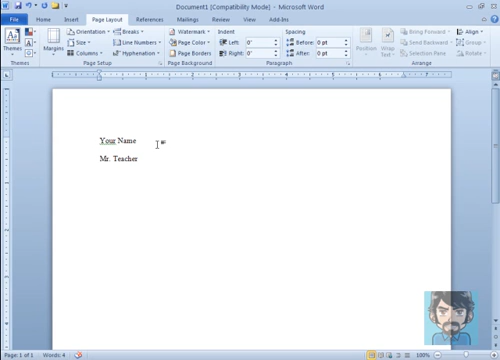 Document1 [Compatibility Mode] - Microsoft Word
File Home Insert Page Layout References Mailings Review View Add-Ins
Orientation Breaks Watermark Indent Spacing Bring Forward Align
Themes Margins Size Line Numbers Page Color Left: 0" Before: 0 pt Position Wrap Text Send Backward Group
Columns Hyphenation Page Borders Right: 0" After: 0 pt Selection Pane Rotate
Themes Page Setup Page Background Paragraph Arrange
Your Name
Mr. Teacher
Page: 1 of 1 Words: 4 100%